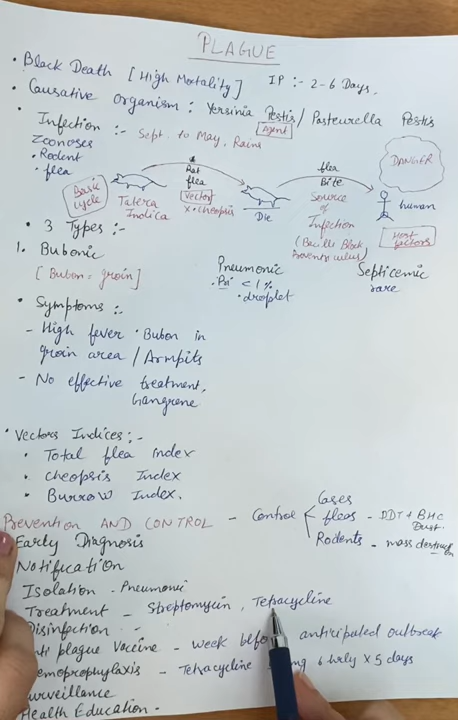 PLAGUE
• Black Death [High Mortality] IP :- 2-6 Days.
• Causative Organism : Yersinia Pestis / Pasteurella Pestis
Agent
• Infection :- Sept. to May, Rains
Zoonoses
• Rodent
• flea
Basic cycle
Tatera Indica
Rat flea
Vector
X. cheopsis
Die
flea Bite
Source of Infection
(Bacilli Block Proventriculus)
DANGER
human
Host factors
• 3 Types :-
1. Bubonic
[Bubon = groin]
Pneumonic
• < 1%
• droplet
Septicemic
rare
• Symptoms :-
- High fever • Bubon in
groin area / Armpits
- No effective treatment,
Gangrene
• Vectors Indices :-
• Total flea index
• cheopsis Index
• Burrow Index.
Prevention AND CONTROL - Control
Cases
fleas - DDT + BHC Dust.
Rodents - mass destruction
Early Diagnosis
Notification
Isolation - Pneumonic
Treatment - Streptomycin, Tetracycline
Disinfection :-
Anti plague Vaccine - week before anticipated outbreak
Chemoprophylaxis - Tetracycline mg 6 hrly x 5 days
Surveillance
Health Education.